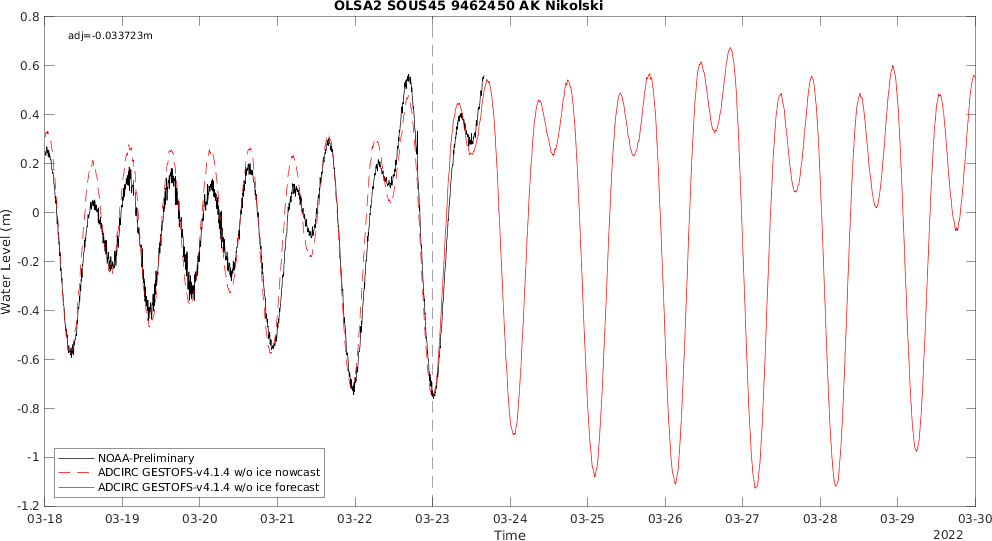 OLSA2 SOUS45 9462450 AK Nikolski
adj=-0.033723m
0.8
0.6
0.4
0.2
0
-0.2
-0.4
-0.6
-0.8
-1
-1.2
Water Level (m)
NOAA-Preliminary
ADCIRC GESTOFS-v4.1.4 w/o ice nowcast
ADCIRC GESTOFS-v4.1.4 w/o ice forecast
03-18 03-19 03-20 03-21 03-22 03-23 03-24 03-25 03-26 03-27 03-28 03-29 03-30
Time
2022